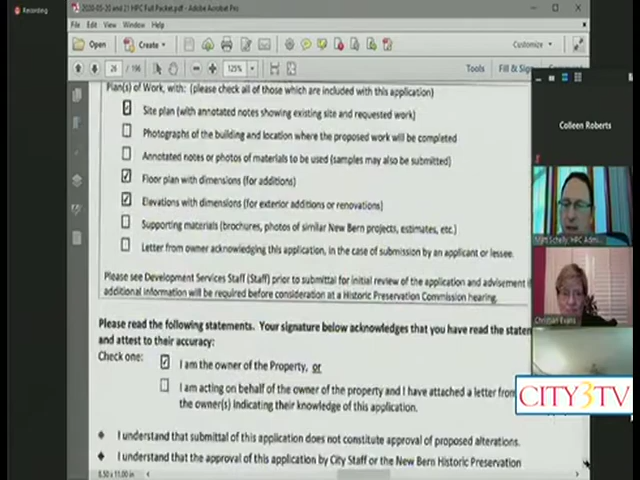 Recording
2020-05-20 and 21 HPC Full Packet.pdf - Adobe Acrobat Pro
File Edit View Window Help
Open Create Customize
26 / 196 125% Tools Fill & Sign
Plan(s) of Work, with: (please check all of those which are included with this application)
Site plan (with annotated notes showing existing site and requested work)
Photographs of the building and location where the proposed work will be completed
Annotated notes or photos of materials to be used (samples may also be submitted)
Floor plan with dimensions (for additions)
Elevations with dimensions (for exterior additions or renovations)
Supporting materials (brochures, photos of similar New Bern projects, estimates, etc.)
Letter from owner acknowledging this application, in the case of submission by an applicant or lessee.
Please see Development Services Staff (Staff) prior to submittal for initial review of the application and advisement
additional information will be required before consideration at a Historic Preservation Commission hearing.
Please read the following statements. Your signature below acknowledges that you have read the
and attest to their accuracy:
Check one:
I am the owner of the Property, or
I am acting on behalf of the owner of the property and I have attached a letter from
the owner(s) indicating their knowledge of this application.
I understand that submittal of this application does not constitute approval of proposed alterations.
I understand that the approval of this application by City Staff or the New Bern Historic Preservation
8.50 x 11.00 in
Colleen Roberts
Matt Schelly, HPC Adm...
Christian Evans
CITY3TV